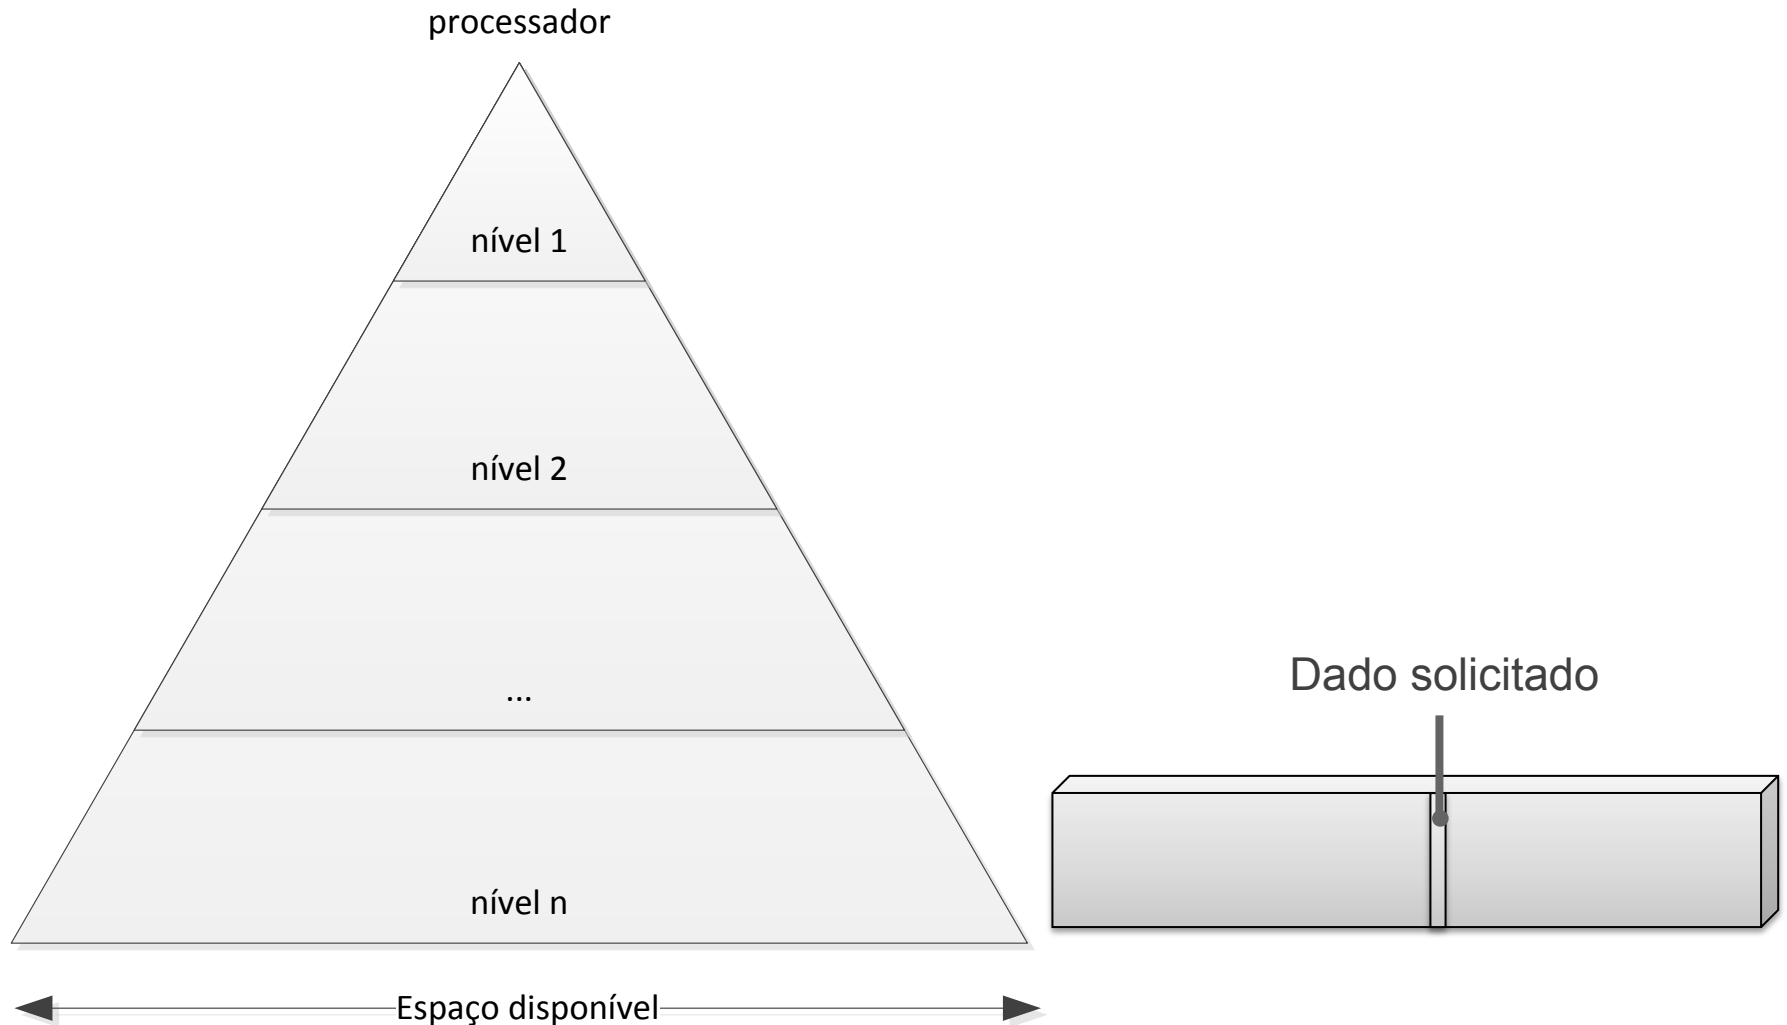 processador
nível 1
nível 2
...
nível n
Dado solicitado
Espaço disponível